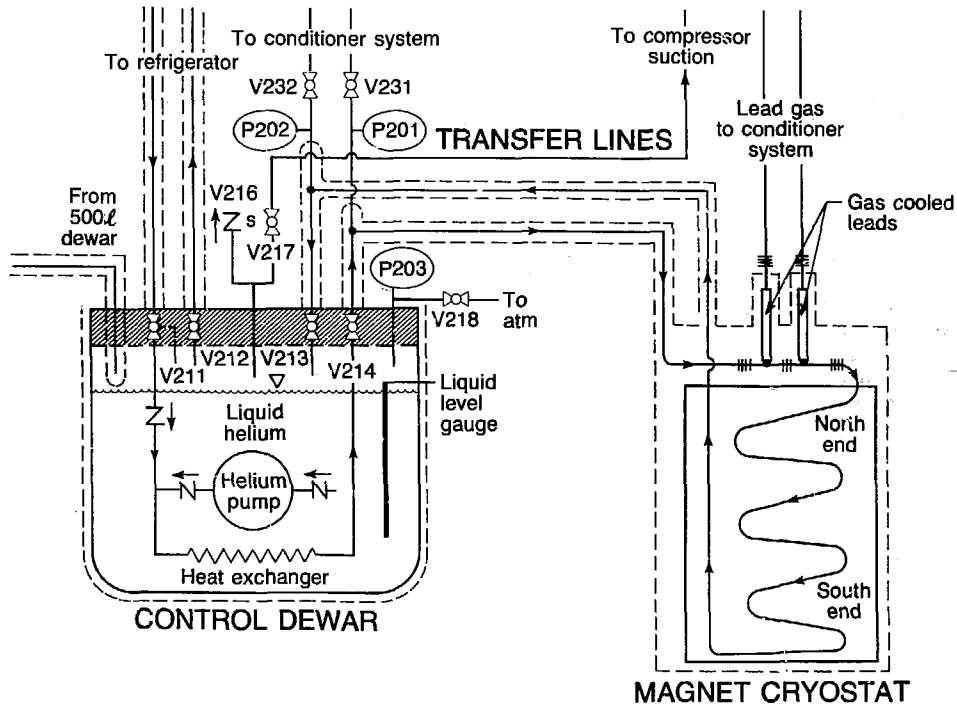 To conditioner system
To refrigerator
V232
V231
P202
P201
TRANSFER LINES
To compressor
suction
Lead gas
to conditioner
system
Gas cooled
leads
From
500ℓ
dewar
V216
S
V217
P203
V218
To
atm
V211
V212
V213
V214
Liquid
level
gauge
Liquid
helium
Helium
pump
Heat exchanger
CONTROL DEWAR
North
end
South
end
MAGNET CRYOSTAT